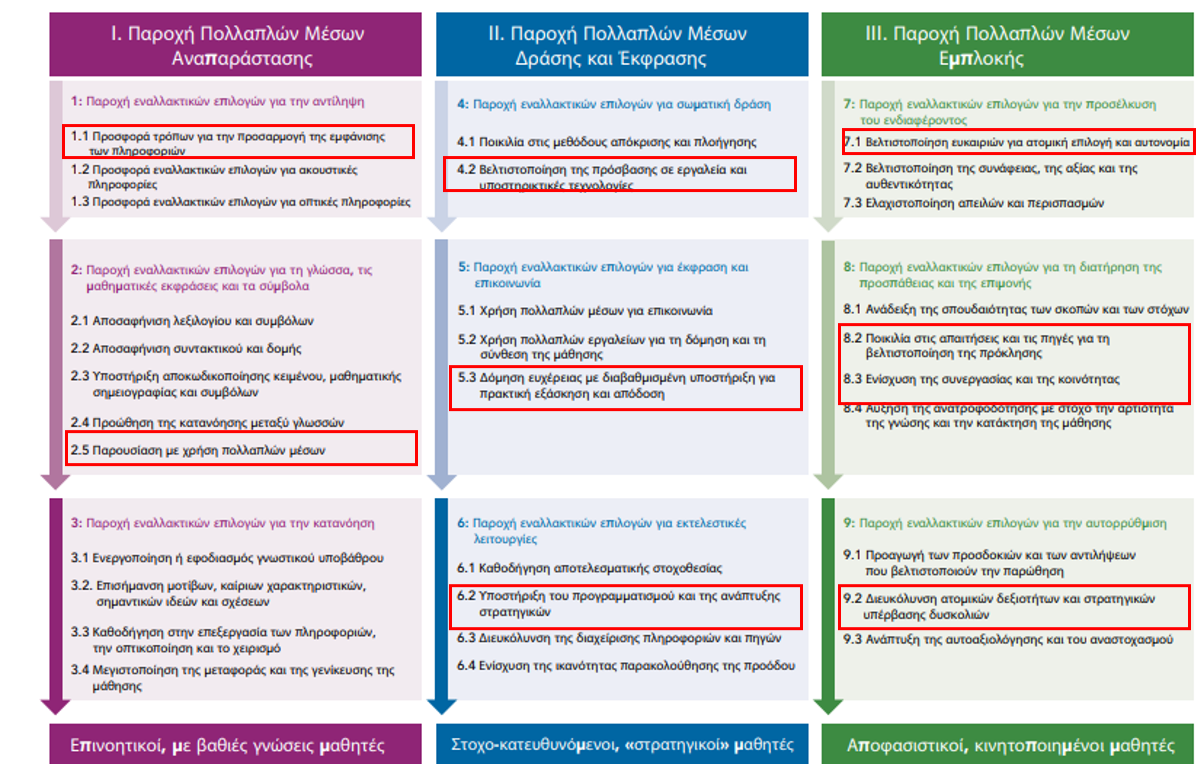 I. Παροχή Πολλαπλών Μέσων
Αναπαράστασης
1: Παροχή εναλλακτικών επιλογών για την αντίληψη
1.1 Προσφορά τρόπων για την προσαρμογή της εμφάνισης
των πληροφοριών
1.2 Προσφορά εναλλακτικών επιλογών για ακουστικές
πληροφορίες
1.3 Προσφορά εναλλακτικών επιλογών για οπτικές πληροφορίες
2: Παροχή εναλλακτικών επιλογών για τη γλώσσα, τις
μαθηματικές εκφράσεις και τα σύμβολα
2.1 Αποσαφήνιση λεξιλογίου και συμβόλων
2.2 Αποσαφήνιση συντακτικού και δομής
2.3 Υποστήριξη αποκωδικοποίησης κειμένου, μαθηματικής
σημειογραφίας και συμβόλων
2.4 Προώθηση της κατανόησης μεταξύ γλωσσών
2.5 Παρουσίαση με χρήση πολλαπλών μέσων
3: Παροχή εναλλακτικών επιλογών για την κατανόηση
3.1 Ενεργοποίηση ή εφοδιασμός γνωστικού υποβάθρου
3.2. Επισήμανση μοτίβων, καίριων χαρακτηριστικών,
σημαντικών ιδεών και σχέσεων
3.3 Καθοδήγηση στην επεξεργασία των πληροφοριών,
την οπτικοποίηση και το χειρισμό
3.4 Μεγιστοποίηση της μεταφοράς και της γενίκευσης της
μάθησης
Επινοητικοί, με βαθιές γνώσεις μαθητές
II. Παροχή Πολλαπλών Μέσων
Δράσης και Έκφρασης
4: Παροχή εναλλακτικών επιλογών για σωματική δράση
4.1 Ποικιλία στις μεθόδους απόκρισης και πλοήγησης
4.2 Βελτιστοποίηση της πρόσβασης σε εργαλεία και
υποστηρικτικές τεχνολογίες
5: Παροχή εναλλακτικών επιλογών για έκφραση και
επικοινωνία
5.1 Χρήση πολλαπλών μέσων για επικοινωνία
5.2 Χρήση πολλαπλών εργαλείων για τη δόμηση και τη
σύνθεση της μάθησης
5.3 Δόμηση ευχέρειας με διαβαθμισμένη υποστήριξη για
πρακτική εξάσκηση και απόδοση
6: Παροχή εναλλακτικών επιλογών για εκτελεστικές
λειτουργίες
6.1 Καθοδήγηση αποτελεσματικής στοχοθεσίας
6.2 Υποστήριξη του προγραμματισμού και της ανάπτυξης
στρατηγικών
6.3 Διευκόλυνση της διαχείρισης πληροφοριών και πηγών
6.4 Ενίσχυση της ικανότητας παρακολούθησης της προόδου
Στοχο-κατευθυνόμενοι, «στρατηγικοί» μαθητές
III. Παροχή Πολλαπλών Μέσων
Εμπλοκής
7: Παροχή εναλλακτικών επιλογών για την προσέλκυση
του ενδιαφέροντος
7.1 Βελτιστοποίηση ευκαιριών για ατομική επιλογή και αυτονομία
7.2 Βελτιστοποίηση της συνάφειας, της αξίας και της
αυθεντικότητας
7.3 Ελαχιστοποίηση απειλών και περισπασμών
8: Παροχή εναλλακτικών επιλογών για τη διατήρηση της
προσπάθειας και της επιμονής
8.1 Ανάδειξη της σπουδαιότητας των σκοπών και των στόχων
8.2 Ποικιλία στις απαιτήσεις και τις πηγές για τη
βελτιστοποίηση της πρόκλησης
8.3 Ενίσχυση της συνεργασίας και της κοινότητας
8.4 Αύξηση της ανατροφοδότησης με στόχο την αρτιότητα
της γνώσης και την κατάκτηση της μάθησης
9: Παροχή εναλλακτικών επιλογών για την αυτορρύθμιση
9.1 Προαγωγή των προσδοκιών και των αντιλήψεων
που βελτιστοποιούν την παρώθηση
9.2 Διευκόλυνση ατομικών δεξιοτήτων και στρατηγικών
υπέρβασης δυσκολιών
9.3 Ανάπτυξη της αυτοαξιολόγησης και του αναστοχασμού
Αποφασιστικοί, κινητοποιημένοι μαθητές